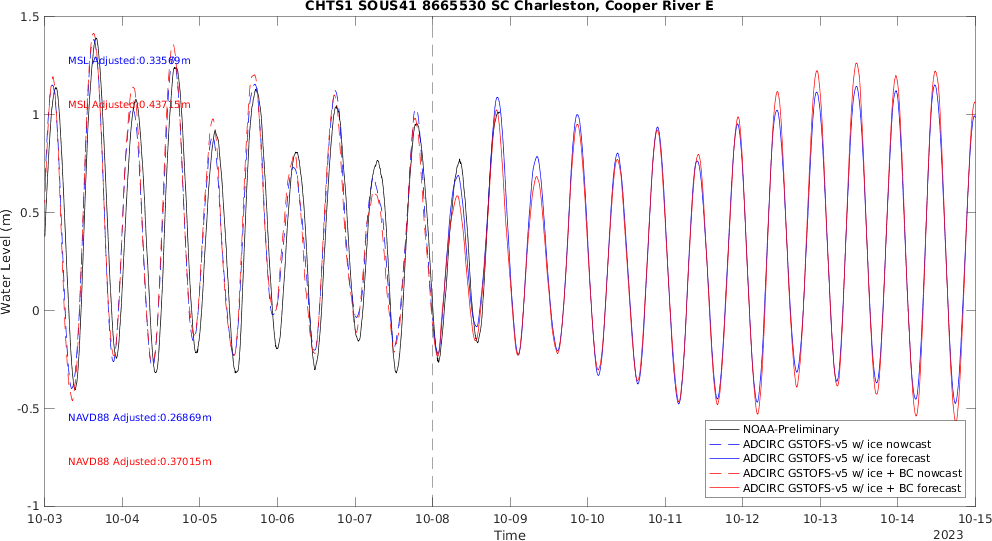 CHTS1 SOUS41 8665530 SC Charleston, Cooper River E
1.5
MSL Adjusted:0.33569m
MSL Adjusted:0.43715m
1
0.5
Water Level (m)
0
-0.5
NAVD88 Adjusted:0.26869m
NAVD88 Adjusted:0.37015m
NOAA-Preliminary
ADCIRC GSTOFS-v5 w/ ice nowcast
ADCIRC GSTOFS-v5 w/ ice forecast
ADCIRC GSTOFS-v5 w/ ice + BC nowcast
ADCIRC GSTOFS-v5 w/ ice + BC forecast
-1
10-03 10-04 10-05 10-06 10-07 10-08 10-09 10-10 10-11 10-12 10-13 10-14 10-15
Time
2023